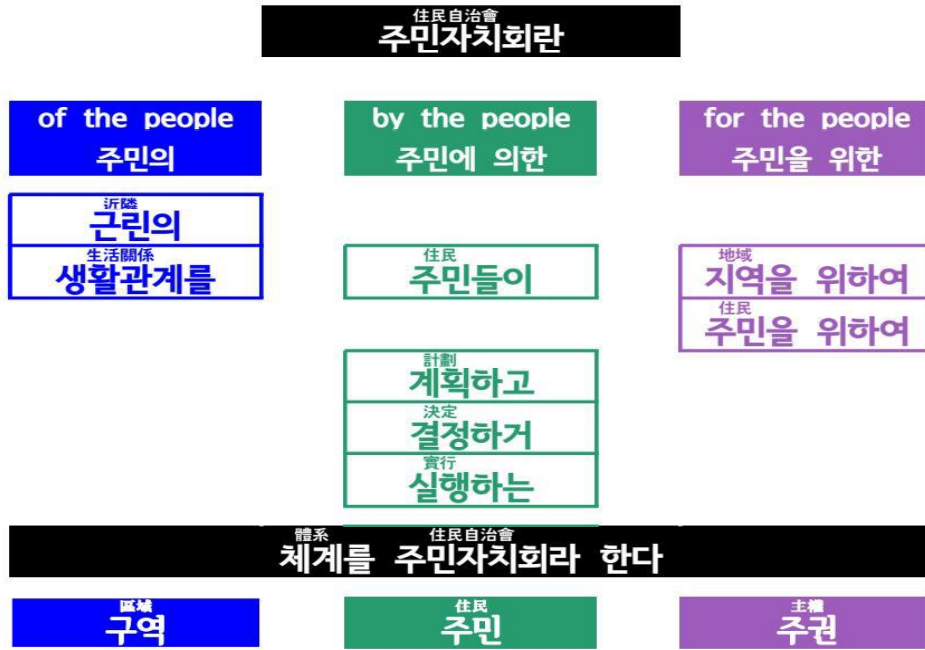 住民自治會
주민자치회란
of the people
주민의
by the people
주민에 의한
for the people
주민을 위한
近隣
근린의
生活關係
생활관계를
住民
주민들이
計劃
계획하고
決定
결정하거
實行
실행하는
地域
지역을 위하여
住民
주민을 위하여
體系 住民自治會
체계를 주민자치회라 한다
區域
구역
住民
주민
主權
주권